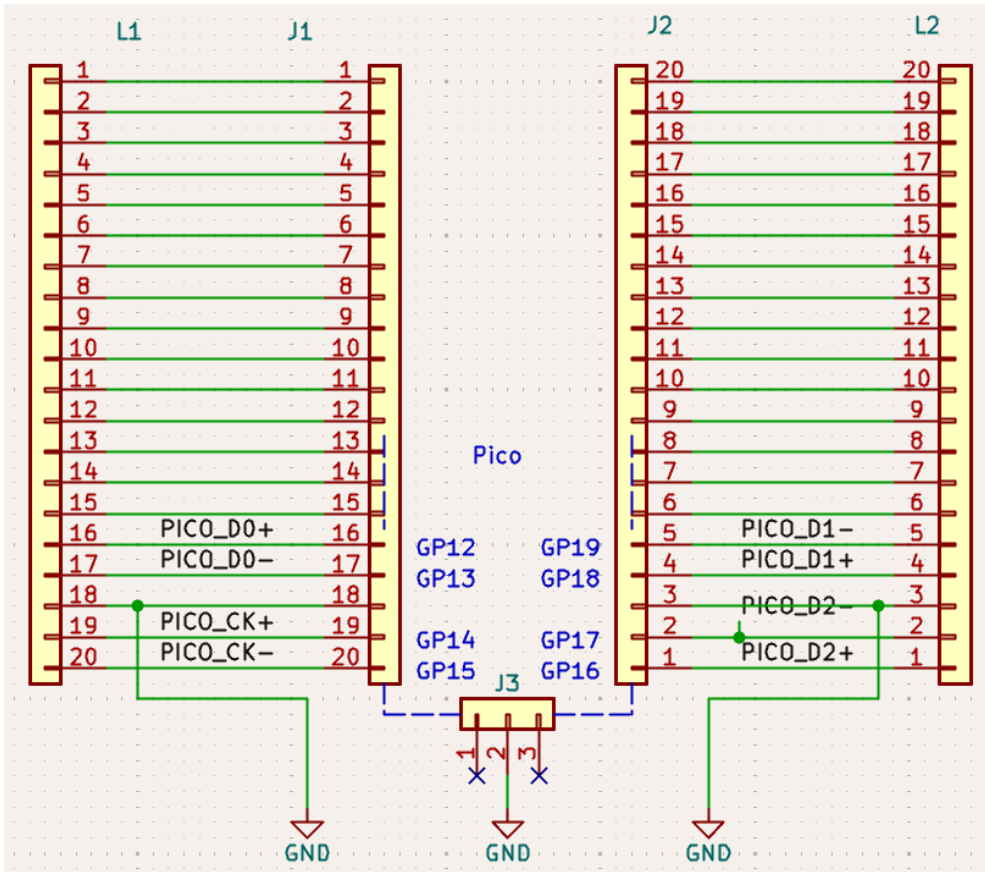 L1 J1 J2 L2
1 1 20 20
2 2 19 19
3 3 18 18
4 4 17 17
5 5 16 16
6 6 15 15
7 7 14 14
8 8 13 13
9 9 12 12
10 10 11 11
11 11 10 10
12 12 9 9
13 13 8 8
Pico
14 14 7 7
15 15 6 6
16 PICO_D0+ 16 5 PICO_D1- 5
GP12 GP19
17 PICO_D0- 17 4 PICO_D1+ 4
GP13 GP18
18 18 3 PICO_D2- 3
19 PICO_CK+ 19 2 2
GP14 GP17
20 PICO_CK- 20 1 PICO_D2+ 1
GP15 GP16
J3
1 2 3
GND GND GND